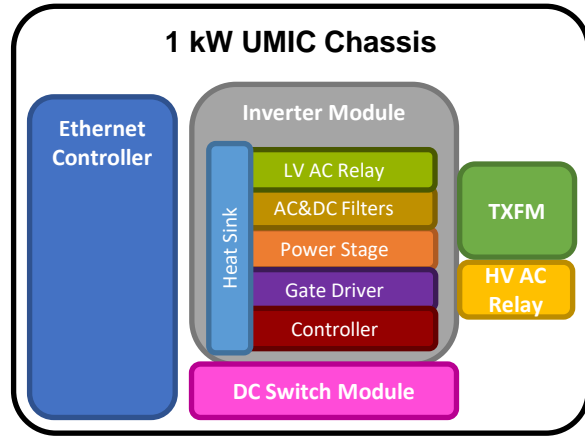 1 kW UMIC Chassis
Ethernet
Controller
Inverter Module
Heat Sink
LV AC Relay
AC&DC Filters
Power Stage
Gate Driver
Controller
TXFM
HV AC
Relay
DC Switch Module